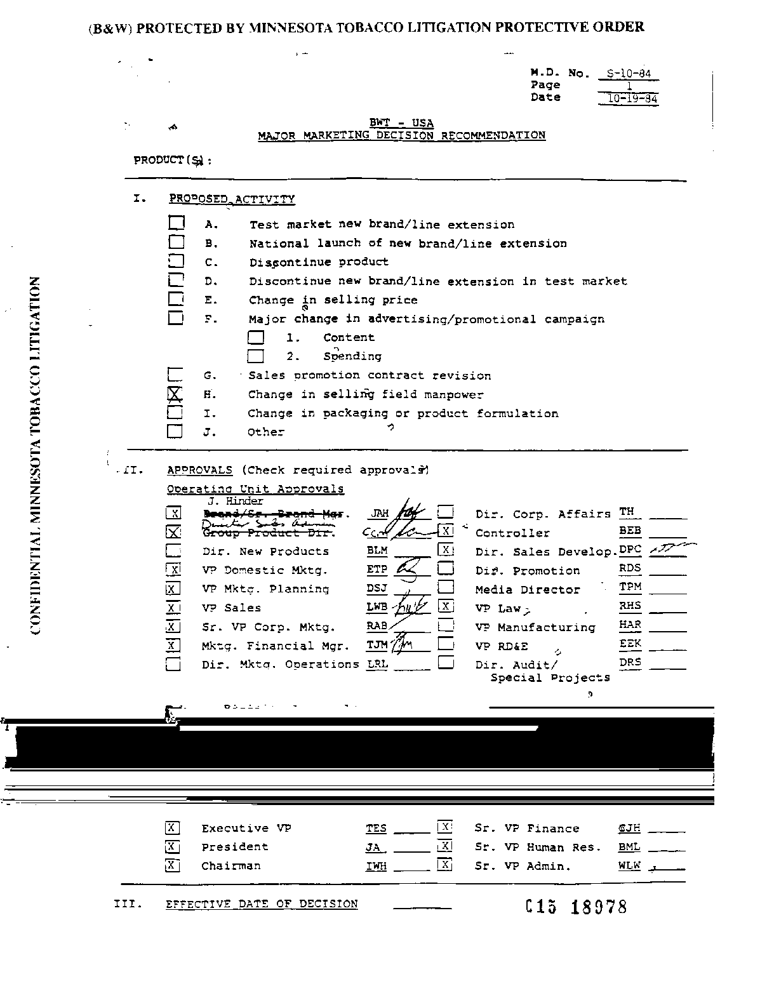 (B&W) PROTECTED BY MINNESOTA TOBACCO LITIGATION PROTECTIVE ORDER
M.D. No. S-10-84
Page 1
Date 10-19-84
BWT - USA
MAJOR MARKETING DECISION RECOMMENDATION
PRODUCT(S):
I. PROPOSED ACTIVITY
A. Test market new brand/line extension
B. National launch of new brand/line extension
C. Discontinue product
D. Discontinue new brand/line extension in test market
E. Change in selling price
F. Major change in advertising/promotional campaign
1. Content
2. Spending
G. Sales promotion contract revision
X H. Change in selling field manpower
I. Change in packaging or product formulation
J. Other
II. APPROVALS (Check required approvals)
Operating Unit Approvals
J. Hinder
X Brand/Sr. Brand Mgr. JAH Dir. Corp. Affairs TH
X Group Product Dir. X Controller BEB
Dir. New Products BLM X Dir. Sales Develop. DPC
X VP Domestic Mktg. ETP Dir. Promotion RDS
X VP Mktg. Planning DSJ Media Director TPM
X VP Sales LWB X VP Law RHS
X Sr. VP Corp. Mktg. RAB VP Manufacturing HAR
X Mktg. Financial Mgr. TJM VP RD&E EEK
Dir. Mktg. Operations LRL Dir. Audit/ DRS
Special Projects
X Executive VP TES X Sr. VP Finance CJH
X President JA X Sr. VP Human Res. BML
X Chairman IWH X Sr. VP Admin. WLW
III. EFFECTIVE DATE OF DECISION
C15 18978
CONFIDENTIAL MINNESOTA TOBACCO LITIGATION